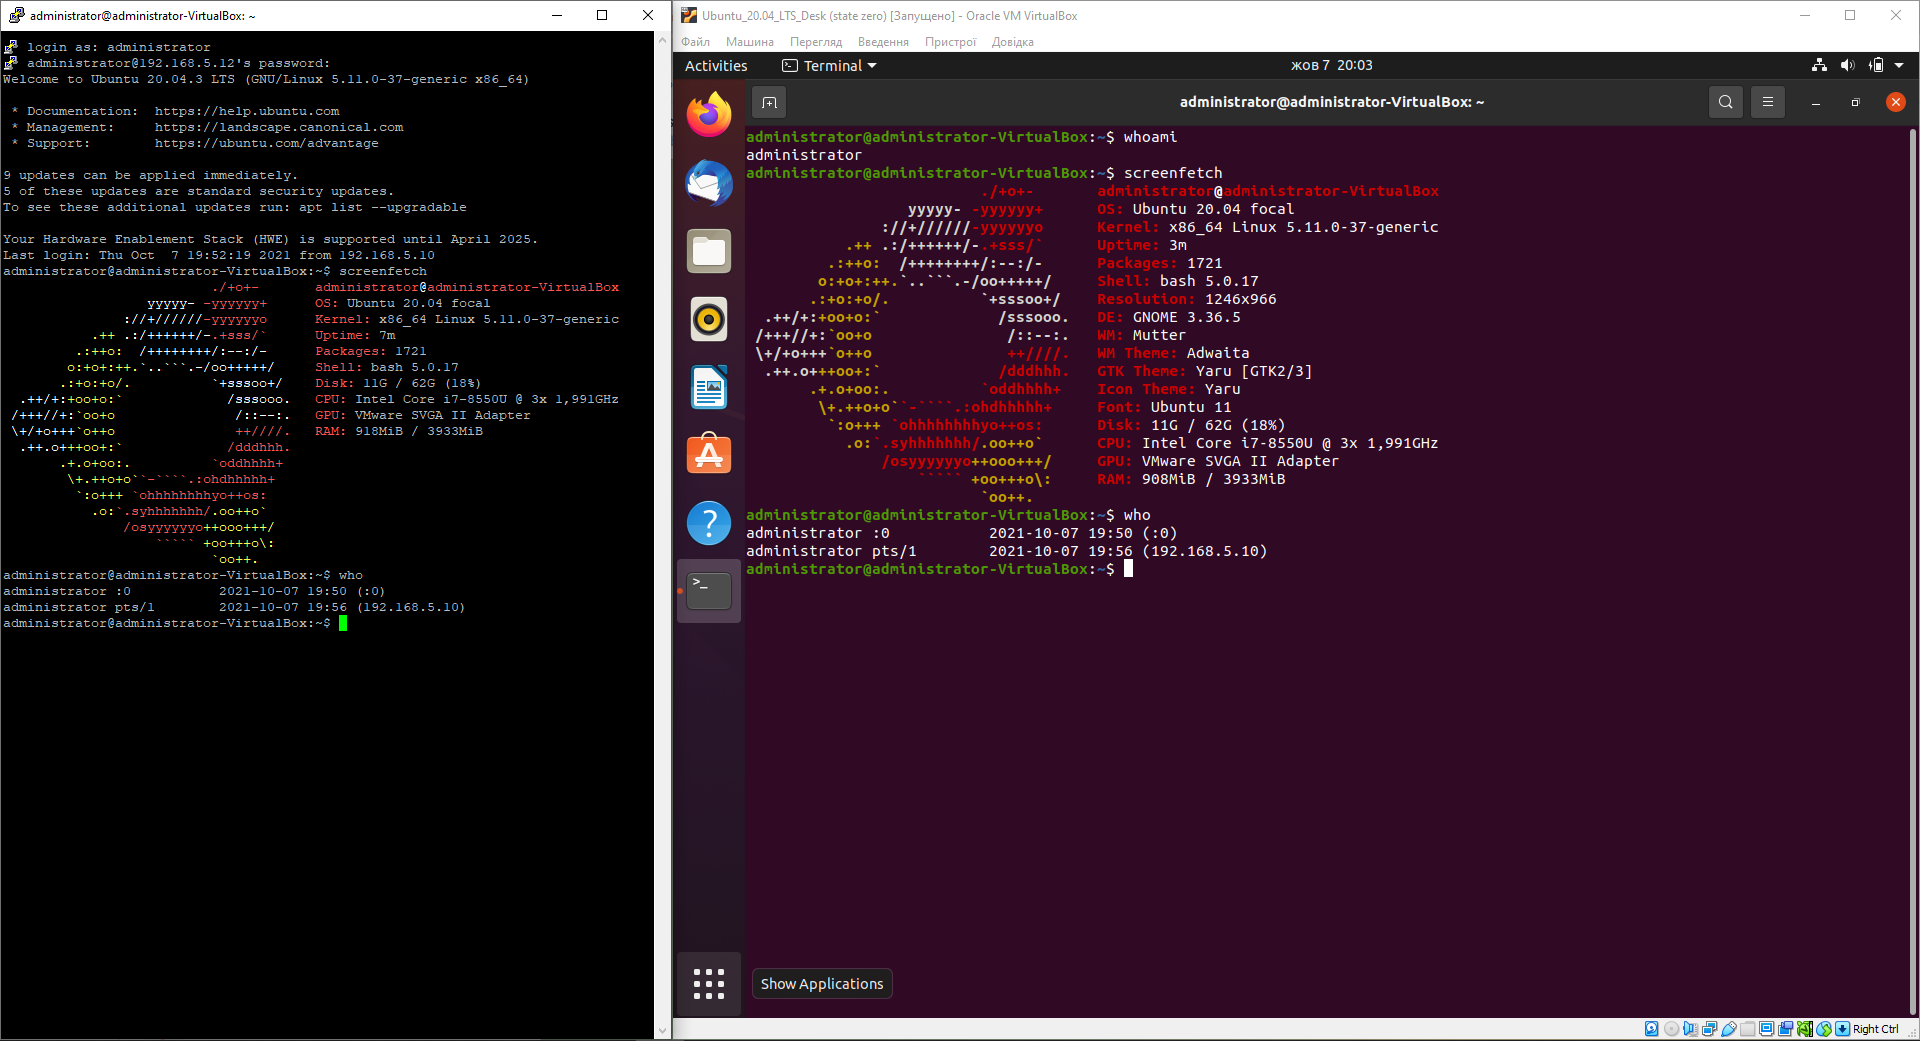 administrator@administrator-VirtualBox: ~
login as: administrator
administrator@192.168.5.12's password:
Welcome to Ubuntu 20.04.3 LTS (GNU/Linux 5.11.0-37-generic x86_64)
* Documentation:  https://help.ubuntu.com
* Management:     https://landscape.canonical.com
* Support:        https://ubuntu.com/advantage
9 updates can be applied immediately.
5 of these updates are standard security updates.
To see these additional updates run: apt list --upgradable
Your Hardware Enablement Stack (HWE) is supported until April 2025.
Last login: Thu Oct  7 19:52:19 2021 from 192.168.5.10
administrator@administrator-VirtualBox:~$ screenfetch
./+o+-       administrator@administrator-VirtualBox
yyyyy- -yyyyyy+      OS: Ubuntu 20.04 focal
://+//////-yyyyyyo      Kernel: x86_64 Linux 5.11.0-37-generic
.++ .:/++++++/-.+sss/`      Uptime: 7m
.:++o:  /++++++++/:--:/-      Packages: 1721
o:+o+:++.`..```.-/oo+++++/     Shell: bash 5.0.17
.:+o:+o/.          `+sssoo+/    Disk: 11G / 62G (18%)
.++/+:+oo+o:`             /sssooo.   CPU: Intel Core i7-8550U @ 3x 1,991GHz
/+++//+:`oo+o               /::--:.   GPU: VMware SVGA II Adapter
\+/+o+++`o++o               ++////.   RAM: 918MiB / 3933MiB
.++.o+++oo+:`             /dddhhh.
.+.o+oo:.          `oddhhhh+
\+.++o+o``-````.:ohdhhhhh+
`:o+++ `ohhhhhhhhyo++os:
.o:`.syhhhhhhh/.oo++o`
/osyyyyyyo++ooo+++/
````` +oo+++o\:
`oo++.
administrator@administrator-VirtualBox:~$ who
administrator :0           2021-10-07 19:50 (:0)
administrator pts/1        2021-10-07 19:56 (192.168.5.10)
administrator@administrator-VirtualBox:~$
Ubuntu_20.04_LTS_Desk (state zero) [Запущено] - Oracle VM VirtualBox
Файл Машина Перегляд Введення Пристрої Довідка
Activities Terminal жов 7 20:03
administrator@administrator-VirtualBox: ~
administrator@administrator-VirtualBox:~$ whoami
administrator
administrator@administrator-VirtualBox:~$ screenfetch
./+o+-       administrator@administrator-VirtualBox
yyyyy- -yyyyyy+      OS: Ubuntu 20.04 focal
://+//////-yyyyyyo      Kernel: x86_64 Linux 5.11.0-37-generic
.++ .:/++++++/-.+sss/`      Uptime: 3m
.:++o:  /++++++++/:--:/-      Packages: 1721
o:+o+:++.`..```.-/oo+++++/     Shell: bash 5.0.17
.:+o:+o/.          `+sssoo+/    Resolution: 1246x966
.++/+:+oo+o:`             /sssooo.   DE: GNOME 3.36.5
/+++//+:`oo+o               /::--:.   WM: Mutter
\+/+o+++`o++o               ++////.   WM Theme: Adwaita
.++.o+++oo+:`             /dddhhh.   GTK Theme: Yaru [GTK2/3]
.+.o+oo:.          `oddhhhh+    Icon Theme: Yaru
\+.++o+o``-````.:ohdhhhhh+     Font: Ubuntu 11
`:o+++ `ohhhhhhhhyo++os:      Disk: 11G / 62G (18%)
.o:`.syhhhhhhh/.oo++o`      CPU: Intel Core i7-8550U @ 3x 1,991GHz
/osyyyyyyo++ooo+++/     GPU: VMware SVGA II Adapter
````` +oo+++o\:     RAM: 908MiB / 3933MiB
`oo++.
administrator@administrator-VirtualBox:~$ who
administrator :0           2021-10-07 19:50 (:0)
administrator pts/1        2021-10-07 19:56 (192.168.5.10)
administrator@administrator-VirtualBox:~$
Show Applications
Right Ctrl